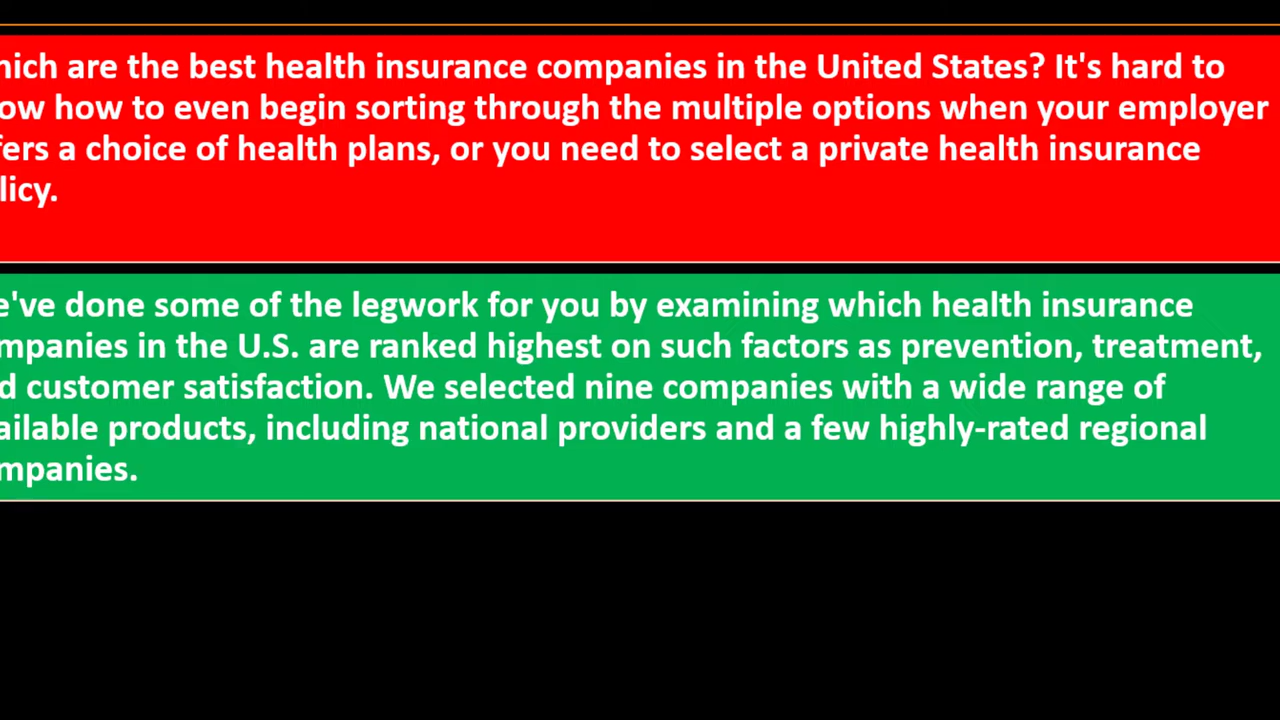 hich are the best health insurance companies in the United States? It's hard to
ow how to even begin sorting through the multiple options when your employer
fers a choice of health plans, or you need to select a private health insurance
licy.
e've done some of the legwork for you by examining which health insurance
mpanies in the U.S. are ranked highest on such factors as prevention, treatment,
d customer satisfaction. We selected nine companies with a wide range of
ailable products, including national providers and a few highly-rated regional
mpanies.